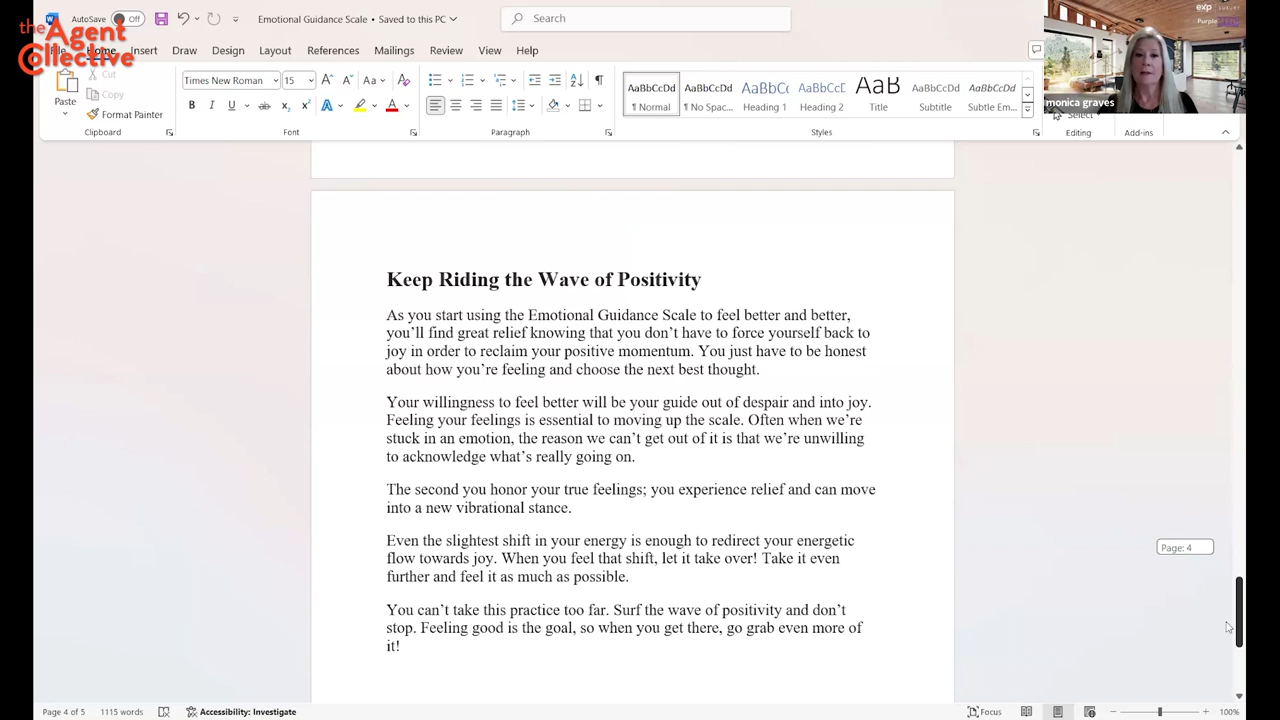 AutoSave Off Emotional Guidance Scale • Saved to this PC Search
the Agent Collective
File Home Insert Draw Design Layout References Mailings Review View Help
exp LUXURY
Purple
monica graves
Paste
Cut
Copy
Format Painter
Clipboard
Times New Roman 15
Font
Paragraph
AaBbCcDd AaBbCcDd AaBbCc AaBbCcD AaB AaBbCcDd AaBbCcDd
¶ Normal ¶ No Spac... Heading 1 Heading 2 Title Subtitle Subtle Em...
Styles
Select
Editing
Add-ins
Keep Riding the Wave of Positivity
As you start using the Emotional Guidance Scale to feel better and better,
you’ll find great relief knowing that you don’t have to force yourself back to
joy in order to reclaim your positive momentum. You just have to be honest
about how you’re feeling and choose the next best thought.
Your willingness to feel better will be your guide out of despair and into joy.
Feeling your feelings is essential to moving up the scale. Often when we’re
stuck in an emotion, the reason we can’t get out of it is that we’re unwilling
to acknowledge what’s really going on.
The second you honor your true feelings; you experience relief and can move
into a new vibrational stance.
Even the slightest shift in your energy is enough to redirect your energetic
flow towards joy. When you feel that shift, let it take over! Take it even
further and feel it as much as possible.
You can’t take this practice too far. Surf the wave of positivity and don’t
stop. Feeling good is the goal, so when you get there, go grab even more of
it!
Page: 4
Page 4 of 5 1115 words Accessibility: Investigate Focus 100%